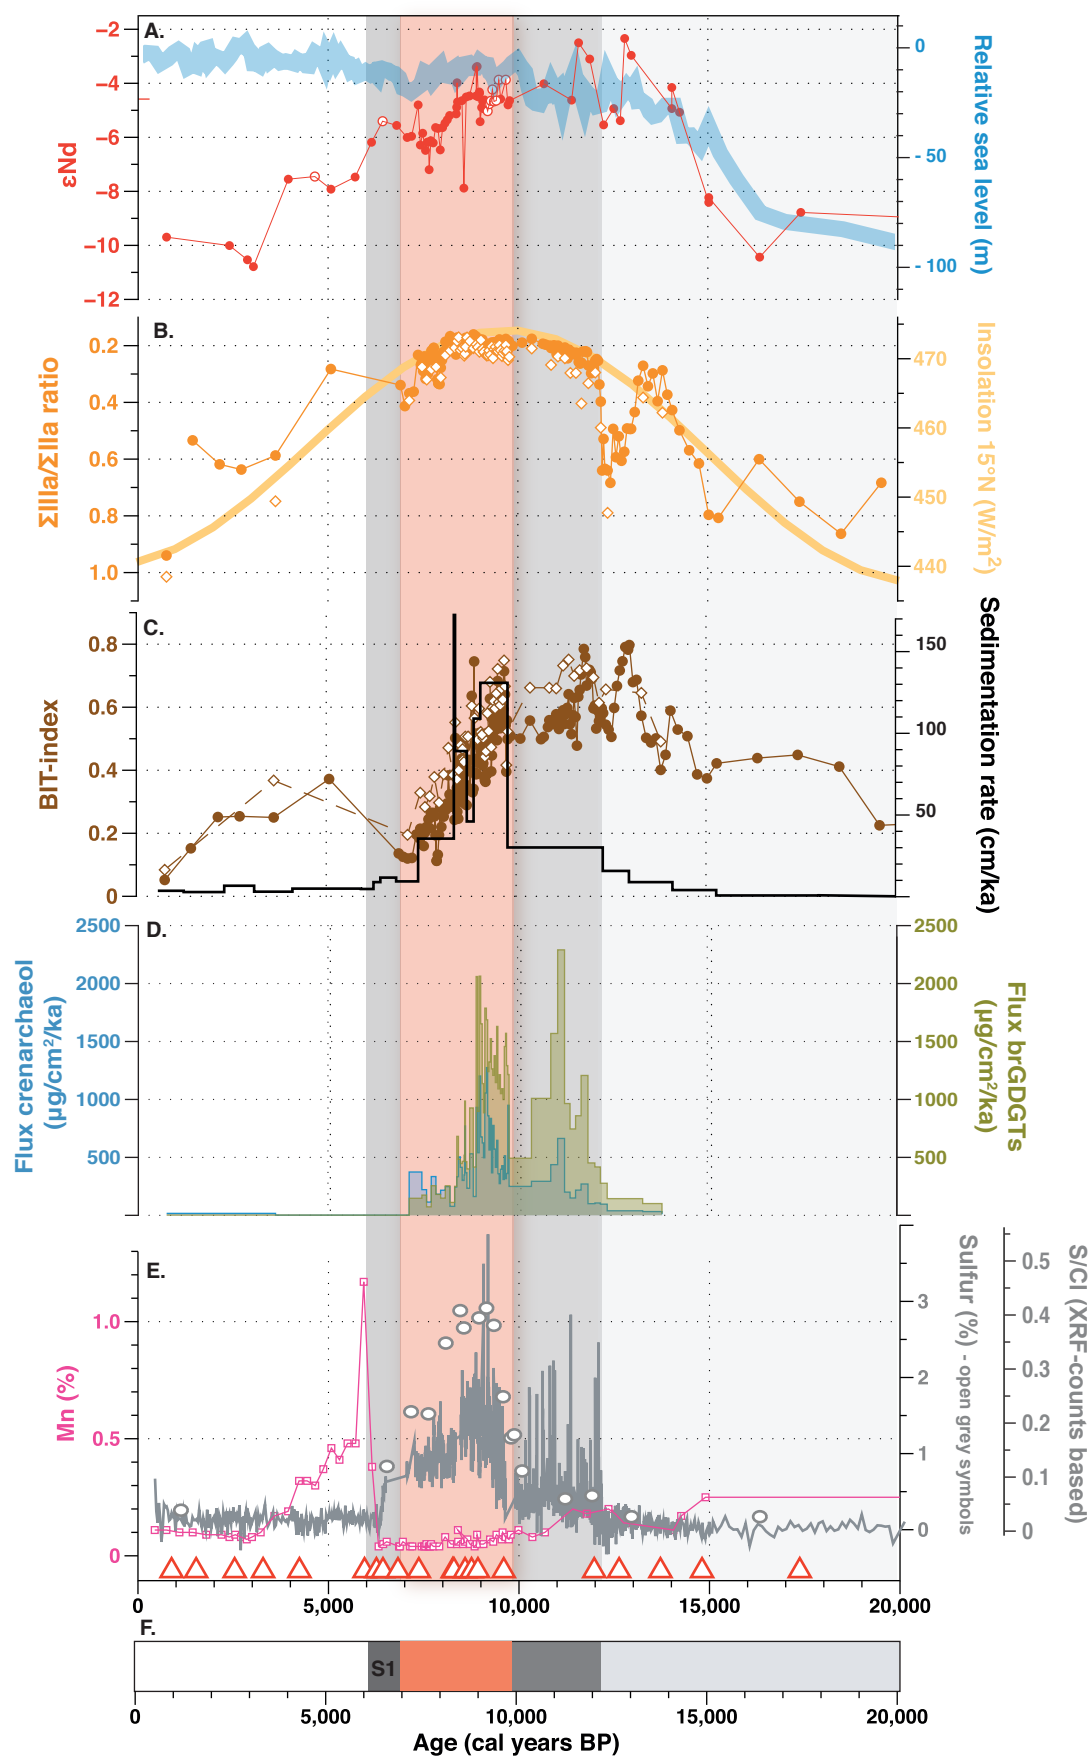 A.
−2
−4
−6
−8
−10
−12
εNd
0
- 50
- 100
Relative sea level (m)
B.
0.2
0.4
0.6
0.8
1.0
ΣIIIa/ΣIIa ratio
470
460
450
440
Insolation 15°N (W/m²)
C.
0.8
0.6
0.4
0.2
0
BIT-index
150
100
50
Sedimentation rate (cm/ka)
D.
2500
2000
1500
1000
500
Flux crenarchaeol
(µg/cm²/ka)
2500
2000
1500
1000
500
Flux brGDGTs
(µg/cm²/ka)
E.
1.0
0.5
0
Mn (%)
3
2
1
0
Sulfur (%) - open grey symbols
0.5
0.4
0.3
0.2
0.1
0
S/Cl (XRF-counts based)
0
5,000
10,000
15,000
20,000
F.
S1
0
5,000
10,000
15,000
20,000
Age (cal years BP)